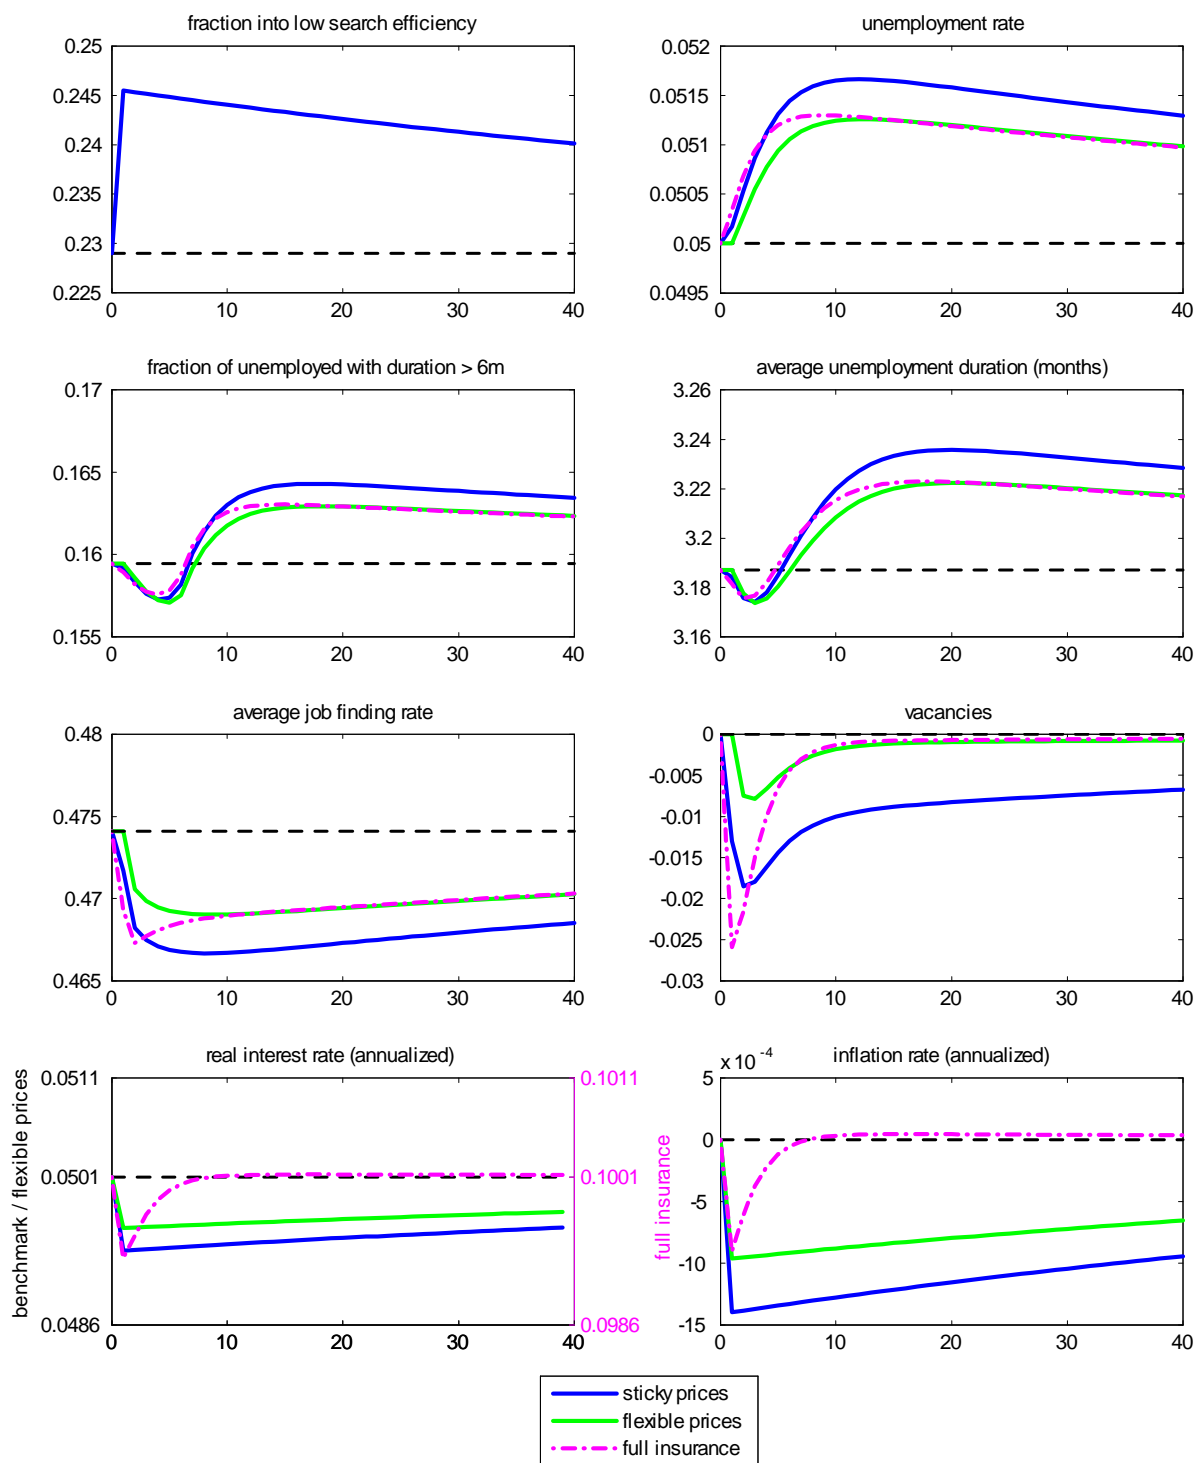 fraction into low search efficiency
0.25
0.245
0.24
0.235
0.23
0.225
0 10 20 30 40
unemployment rate
0.052
0.0515
0.051
0.0505
0.05
0.0495
0 10 20 30 40
fraction of unemployed with duration > 6m
0.17
0.165
0.16
0.155
0 10 20 30 40
average unemployment duration (months)
3.26
3.24
3.22
3.2
3.18
3.16
0 10 20 30 40
average job finding rate
0.48
0.475
0.47
0.465
0 10 20 30 40
vacancies
0
-0.005
-0.01
-0.015
-0.02
-0.025
-0.03
0 10 20 30 40
real interest rate (annualized)
benchmark / flexible prices
0.0511
0.0501
0.0486
0 10 20 30 40
0.1011
0.1001
0.0986
full insurance
inflation rate (annualized)
x 10 -4
5
0
-5
-10
-15
0 10 20 30 40
sticky prices
flexible prices
full insurance